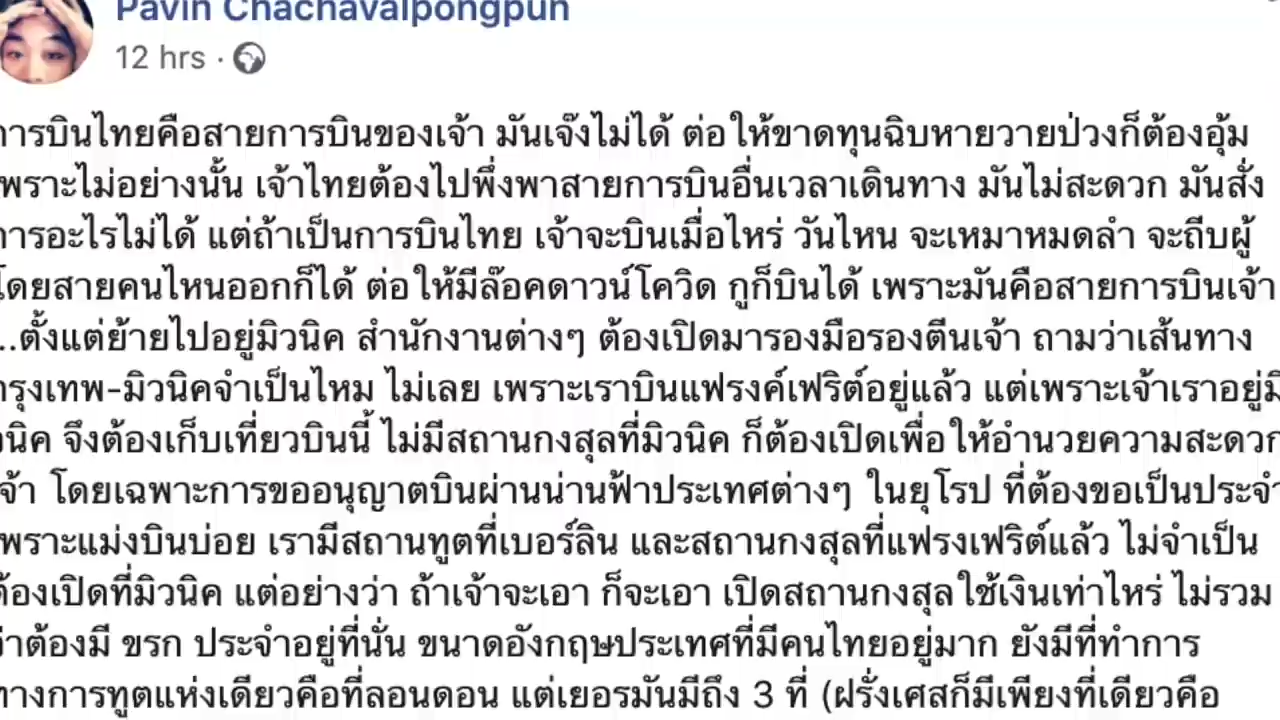 Pavin Chachavalpongpun
12 hrs ·
การบินไทยคือสายการบินของเจ้า มันเจ๊งไม่ได้ ต่อให้ขาดทุนฉิบหายวายป่วงก็ต้องอุ้ม
เพราะไม่อย่างนั้น เจ้าไทยต้องไปพึ่งพาสายการบินอื่นเวลาเดินทาง มันไม่สะดวก มันสั่ง
การอะไรไม่ได้ แต่ถ้าเป็นการบินไทย เจ้าจะบินเมื่อไหร่ วันไหน จะเหมาหมดลำ จะถีบผู้
โดยสายคนไหนออกก็ได้ ต่อให้มีล๊อคดาวน์โควิด กูก็บินได้ เพราะมันคือสายการบินเจ้า
...ตั้งแต่ย้ายไปอยู่มิวนิค สำนักงานต่างๆ ต้องเปิดมารองมือรองตีนเจ้า ถามว่าเส้นทาง
กรุงเทพ-มิวนิคจำเป็นไหม ไม่เลย เพราะเราบินแฟรงค์เฟริต์อยู่แล้ว แต่เพราะเจ้าเราอยู่มิ
วนิค จึงต้องเก็บเที่ยวบินนี้ ไม่มีสถานกงสุลที่มิวนิค ก็ต้องเปิดเพื่อให้อำนวยความสะดวก
เจ้า โดยเฉพาะการขออนุญาตบินผ่านน่านฟ้าประเทศต่างๆ ในยุโรป ที่ต้องขอเป็นประจำ
เพราะแม่งบินบ่อย เรามีสถานทูตที่เบอร์ลิน และสถานกงสุลที่แฟรงเฟริต์แล้ว ไม่จำเป็น
ต้องเปิดที่มิวนิค แต่อย่างว่า ถ้าเจ้าจะเอา ก็จะเอา เปิดสถานกงสุลใช้เงินเท่าไหร่ ไม่รวม
ว่าต้องมี ขรก ประจำอยู่ที่นั่น ขนาดอังกฤษประเทศที่มีคนไทยอยู่มาก ยังมีที่ทำการ
ทางการทูตแห่งเดียวคือที่ลอนดอน แต่เยอรมันมีถึง 3 ที่ (ฝรั่งเศสก็มีเพียงที่เดียวคือ